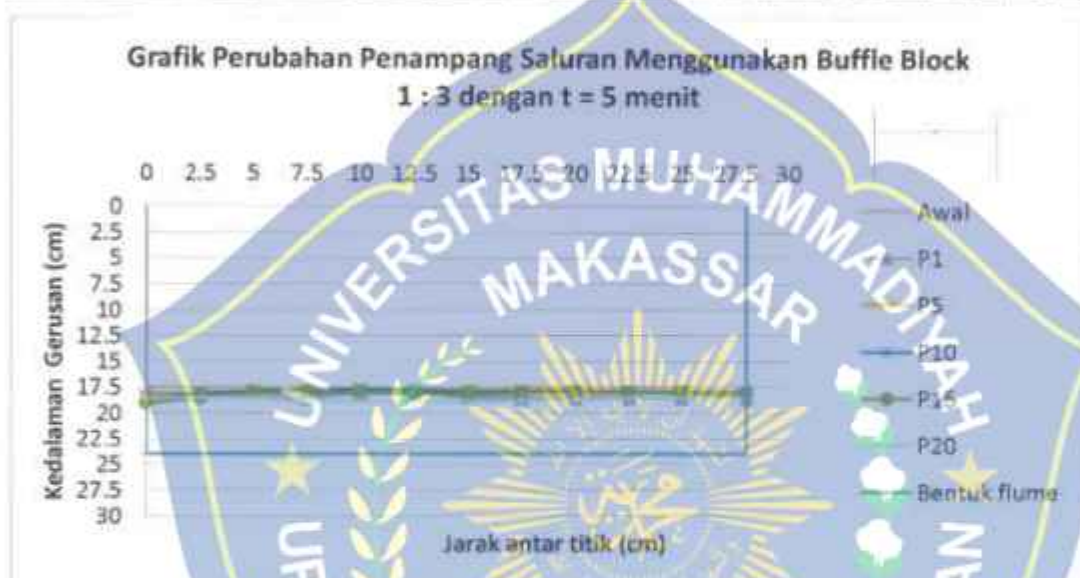 Grafik Perubahan Penampang Saluran Menggunakan Buffle Block
1 : 3 dengan t = 5 menit
0 2.5 5 7.5 10 12.5 15 17.5 20 22.5 25 27.5 30
0
2.5
5
7.5
10
12.5
15
17.5
20
22.5
25
27.5
30
Kedalaman Gerusan (cm)
Jarak antar titik (cm)
Awal
P1
P5
P10
P15
P20
Bentuk flume
UNIVERSITAS MUHAMMADIYAH
MAKASSAR